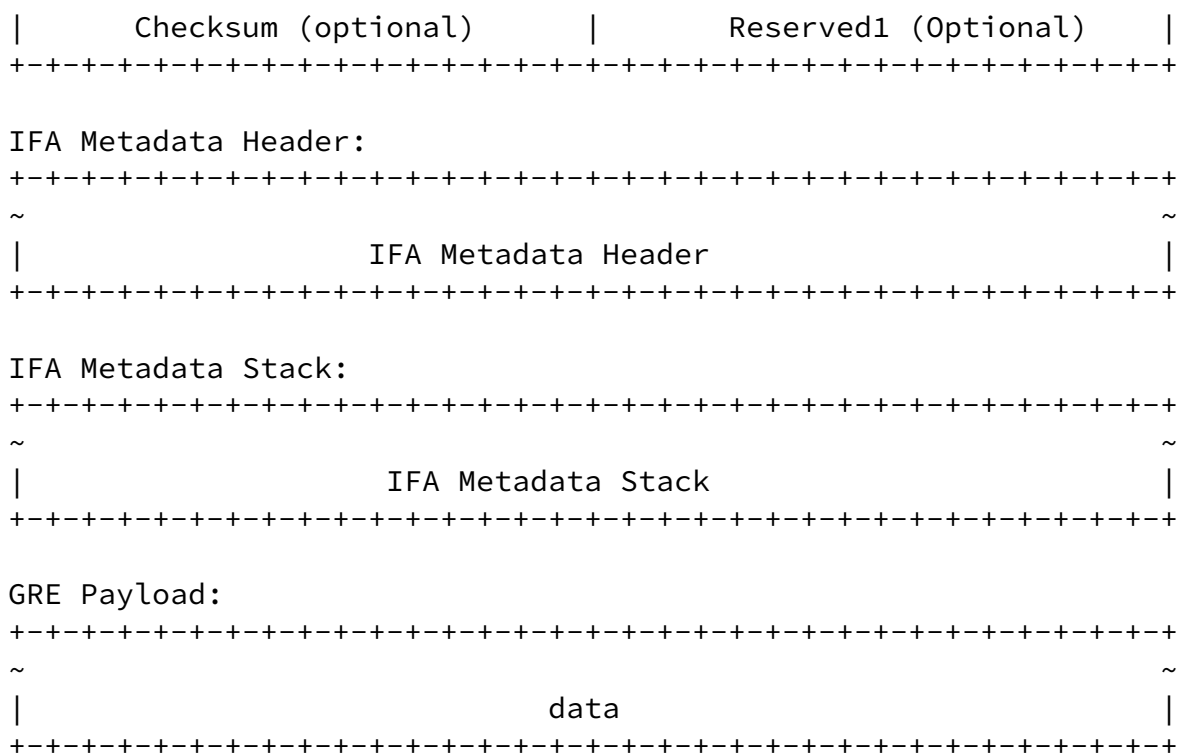 |       Checksum (optional)      |       Reserved1 (Optional)    |
+-+-+-+-+-+-+-+-+-+-+-+-+-+-+-+-+-+-+-+-+-+-+-+-+-+-+-+-+-+-+-+-+

IFA Metadata Header:
+-+-+-+-+-+-+-+-+-+-+-+-+-+-+-+-+-+-+-+-+-+-+-+-+-+-+-+-+-+-+-+-+
~                                                               ~
|                   IFA Metadata Header                         |
+-+-+-+-+-+-+-+-+-+-+-+-+-+-+-+-+-+-+-+-+-+-+-+-+-+-+-+-+-+-+-+-+

IFA Metadata Stack:
+-+-+-+-+-+-+-+-+-+-+-+-+-+-+-+-+-+-+-+-+-+-+-+-+-+-+-+-+-+-+-+-+
~                                                               ~
|                    IFA Metadata Stack                         |
+-+-+-+-+-+-+-+-+-+-+-+-+-+-+-+-+-+-+-+-+-+-+-+-+-+-+-+-+-+-+-+-+

GRE Payload:
+-+-+-+-+-+-+-+-+-+-+-+-+-+-+-+-+-+-+-+-+-+-+-+-+-+-+-+-+-+-+-+-+
~                                                               ~
|                             data                              |
+-+-+-+-+-+-+-+-+-+-+-+-+-+-+-+-+-+-+-+-+-+-+-+-+-+-+-+-+-+-+-+-+